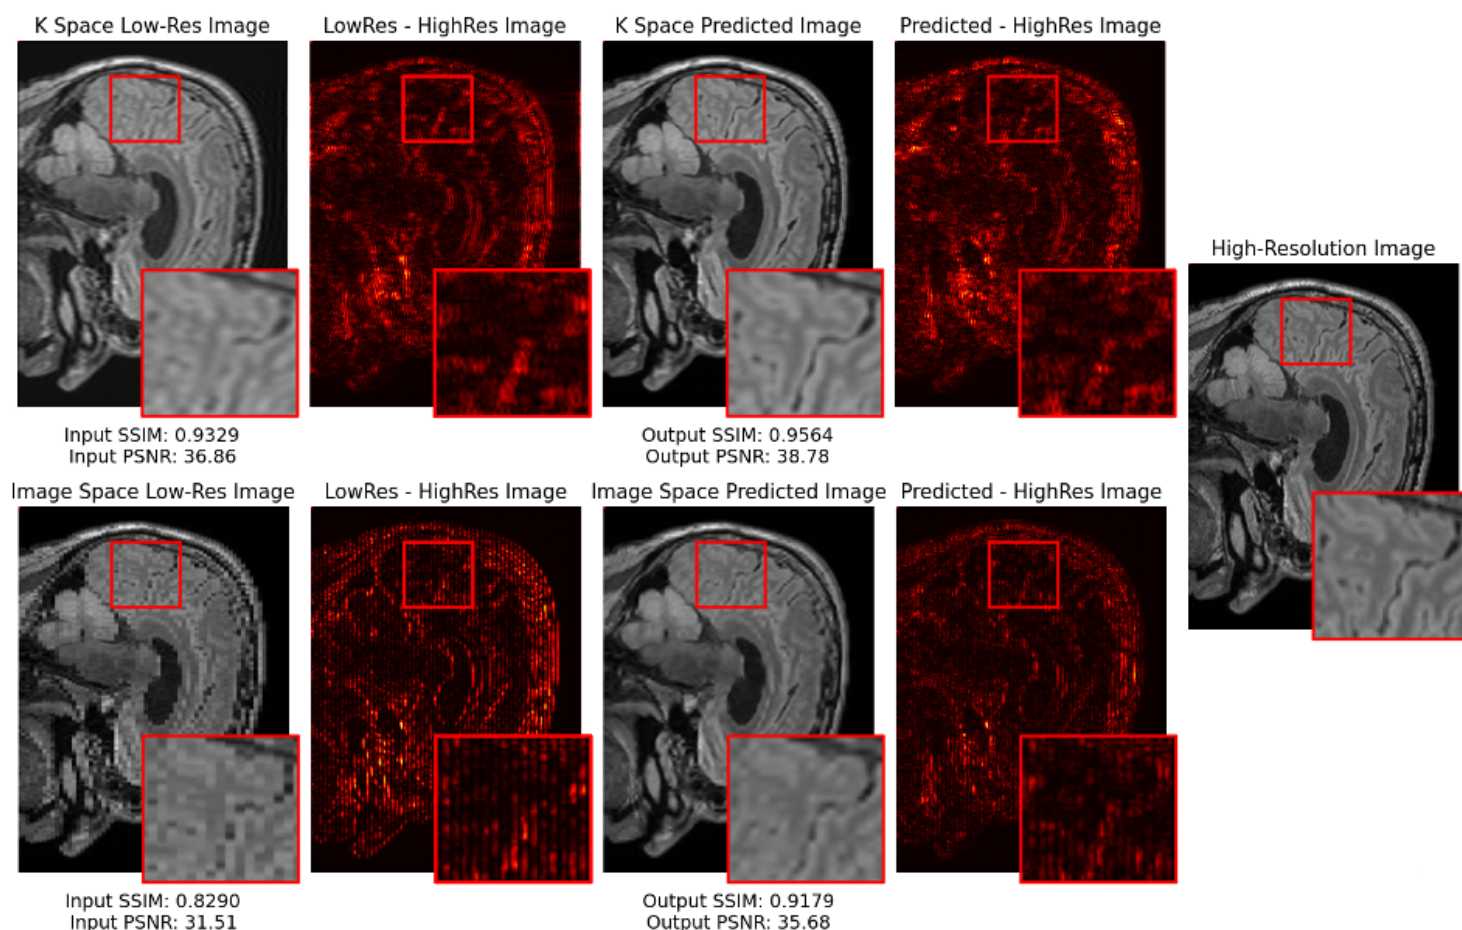 K Space Low-Res Image
LowRes - HighRes Image
K Space Predicted Image
Predicted - HighRes Image
High-Resolution Image
Input SSIM: 0.9329
Input PSNR: 36.86
Output SSIM: 0.9564
Output PSNR: 38.78
Image Space Low-Res Image
LowRes - HighRes Image
Image Space Predicted Image
Predicted - HighRes Image
Input SSIM: 0.8290
Input PSNR: 31.51
Output SSIM: 0.9179
Output PSNR: 35.68